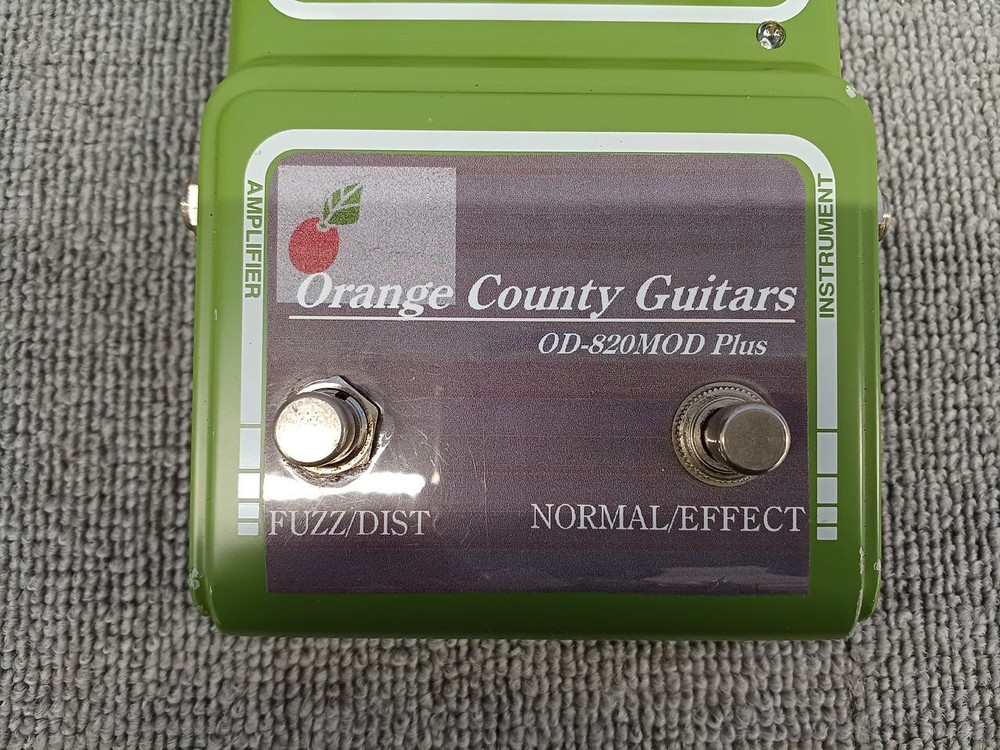 AMPLIFIER
INSTRUMENT
Orange County Guitars
OD-820MOD Plus
FUZZ/DIST
NORMAL/EFFECT